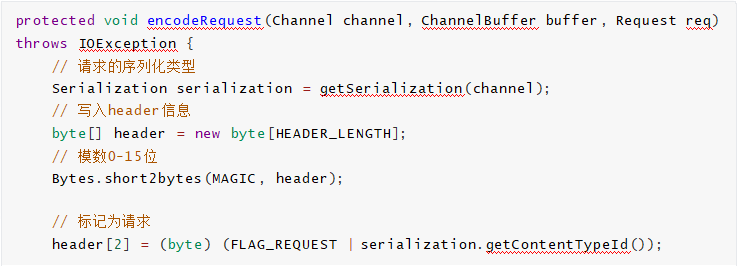 protected void encodeRequest(Channel channel, ChannelBuffer buffer, Request req)
throws IOException {
    // 请求的序列化类型
    Serialization serialization = getSerialization(channel);
    // 写入header信息
    byte[] header = new byte[HEADER_LENGTH];
    // 模数0-15位
    Bytes.short2bytes(MAGIC, header);
    // 标记为请求
    header[2] = (byte) (FLAG_REQUEST | serialization.getContentTypeId());